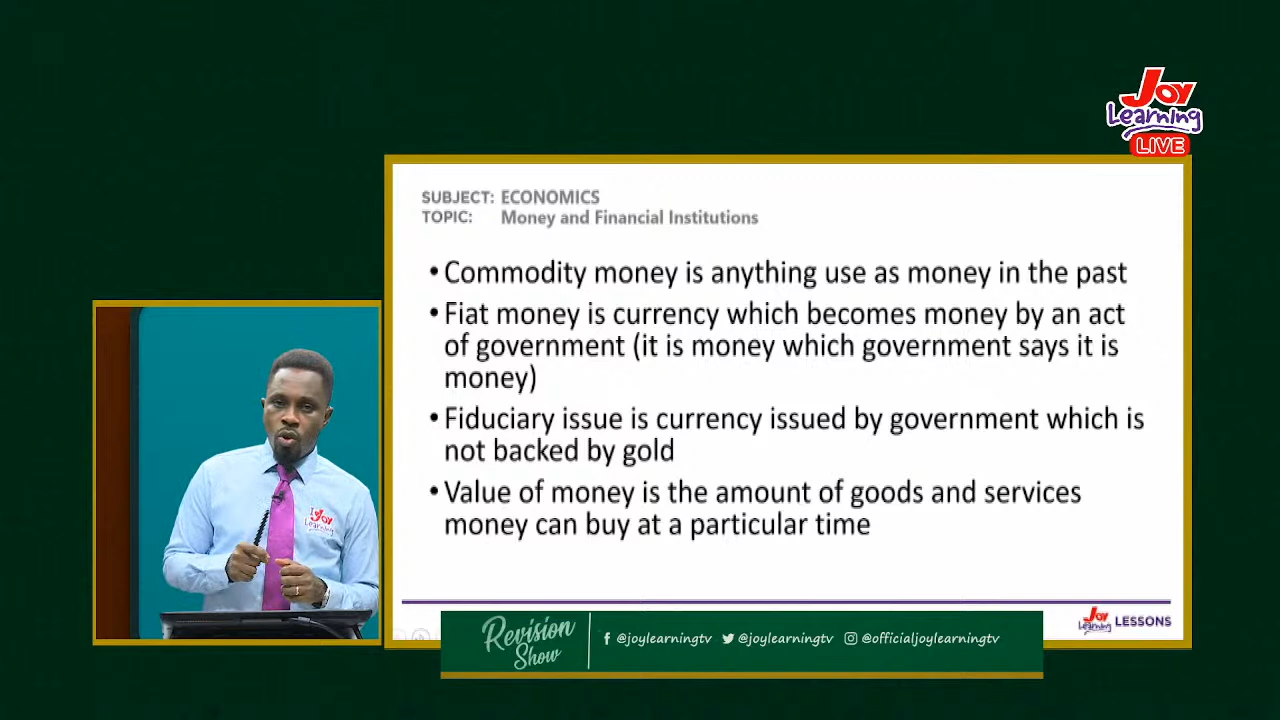 Joy
Learning
LIVE
SUBJECT: ECONOMICS
TOPIC: Money and Financial Institutions
• Commodity money is anything use as money in the past
• Fiat money is currency which becomes money by an act
of government (it is money which government says it is
money)
• Fiduciary issue is currency issued by government which is
not backed by gold
• Value of money is the amount of goods and services
money can buy at a particular time
Joy
Learning
Joy Learning LESSONS
Revision
Show
@joylearningtv @joylearningtv @officialjoylearningtv